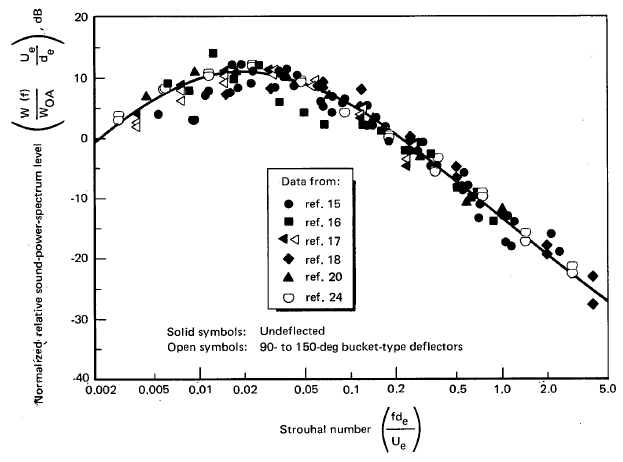 Normalized relative sound-power-spectrum level (W (f) / W_OA  U_e / d_e), dB
20
10
0
-10
-20
-30
-40
Data from:
ref. 15
ref. 16
ref. 17
ref. 18
ref. 20
ref. 24
Solid symbols: Undeflected
Open symbols: 90- to 150-deg bucket-type deflectors
0.002 0.005 0.01 0.02 0.05 0.1 0.2 0.5 1.0 2.0 5.0
Strouhal number (fd_e / U_e)